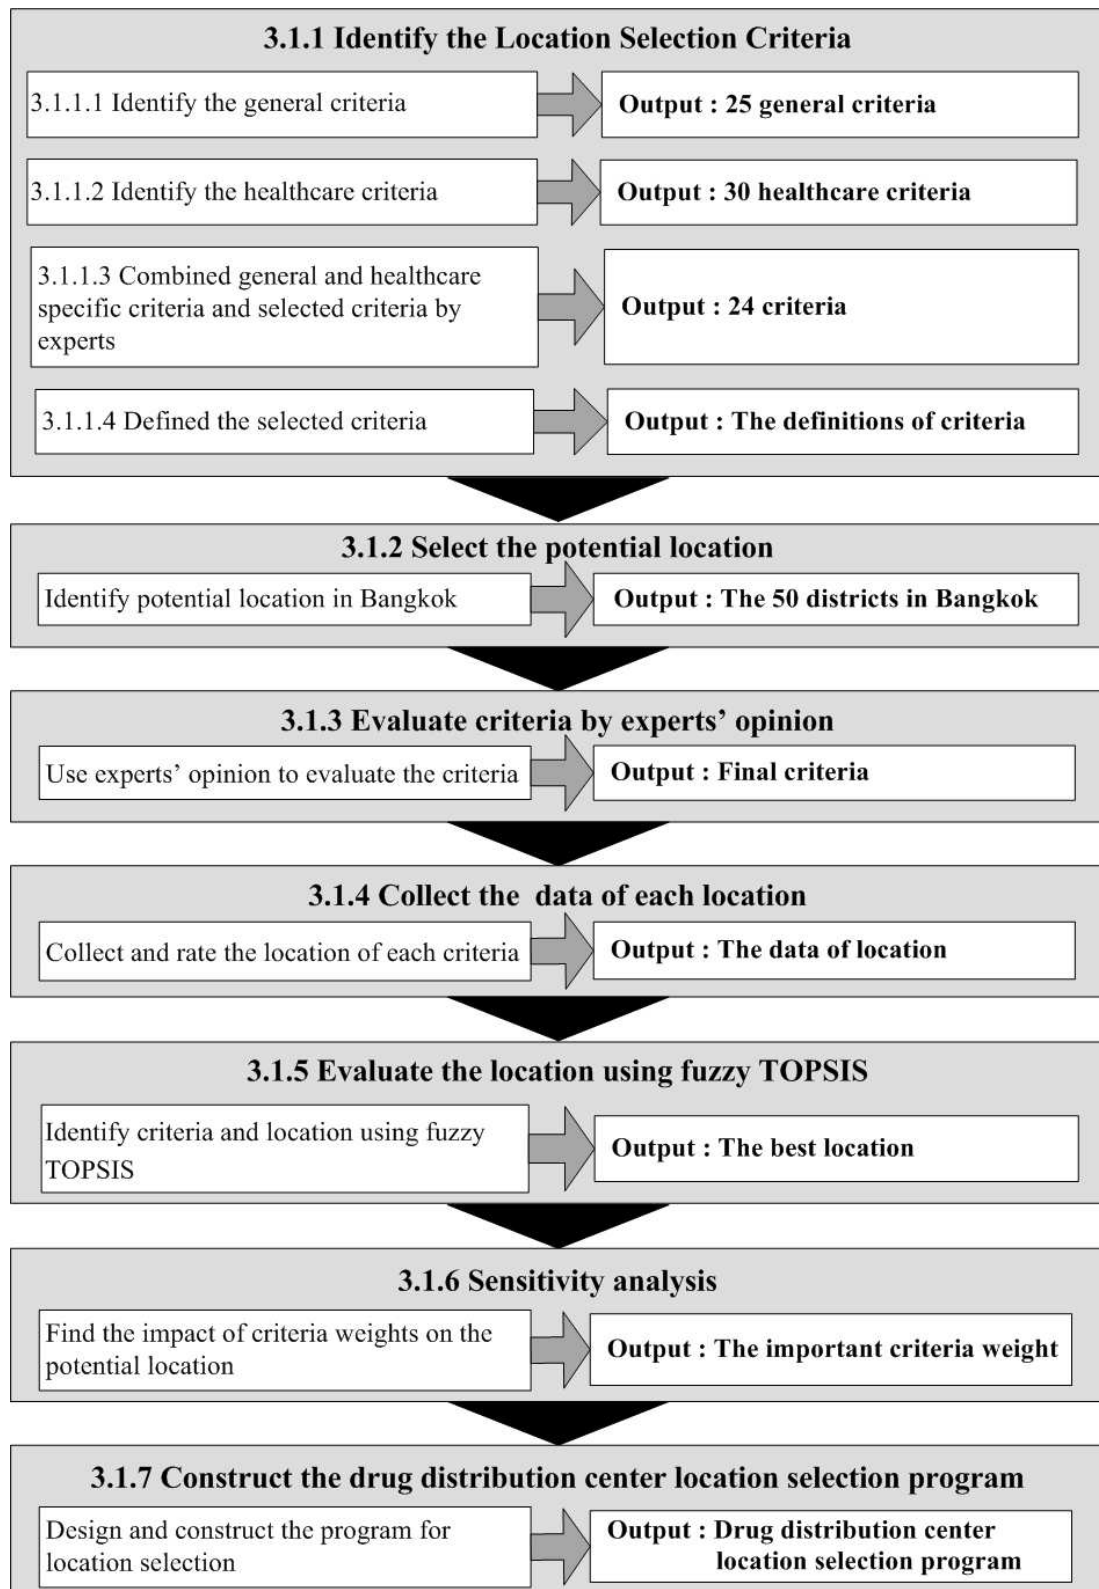 3.1.1 Identify the Location Selection Criteria
3.1.1.1 Identify the general criteria
Output : 25 general criteria
3.1.1.2 Identify the healthcare criteria
Output : 30 healthcare criteria
3.1.1.3 Combined general and healthcare
specific criteria and selected criteria by
experts
Output : 24 criteria
3.1.1.4 Defined the selected criteria
Output : The definitions of criteria
3.1.2 Select the potential location
Identify potential location in Bangkok
Output : The 50 districts in Bangkok
3.1.3 Evaluate criteria by experts’ opinion
Use experts’ opinion to evaluate the criteria
Output : Final criteria
3.1.4 Collect the data of each location
Collect and rate the location of each criteria
Output : The data of location
3.1.5 Evaluate the location using fuzzy TOPSIS
Identify criteria and location using fuzzy
TOPSIS
Output : The best location
3.1.6 Sensitivity analysis
Find the impact of criteria weights on the
potential location
Output : The important criteria weight
3.1.7 Construct the drug distribution center location selection program
Design and construct the program for
location selection
Output : Drug distribution center
location selection program